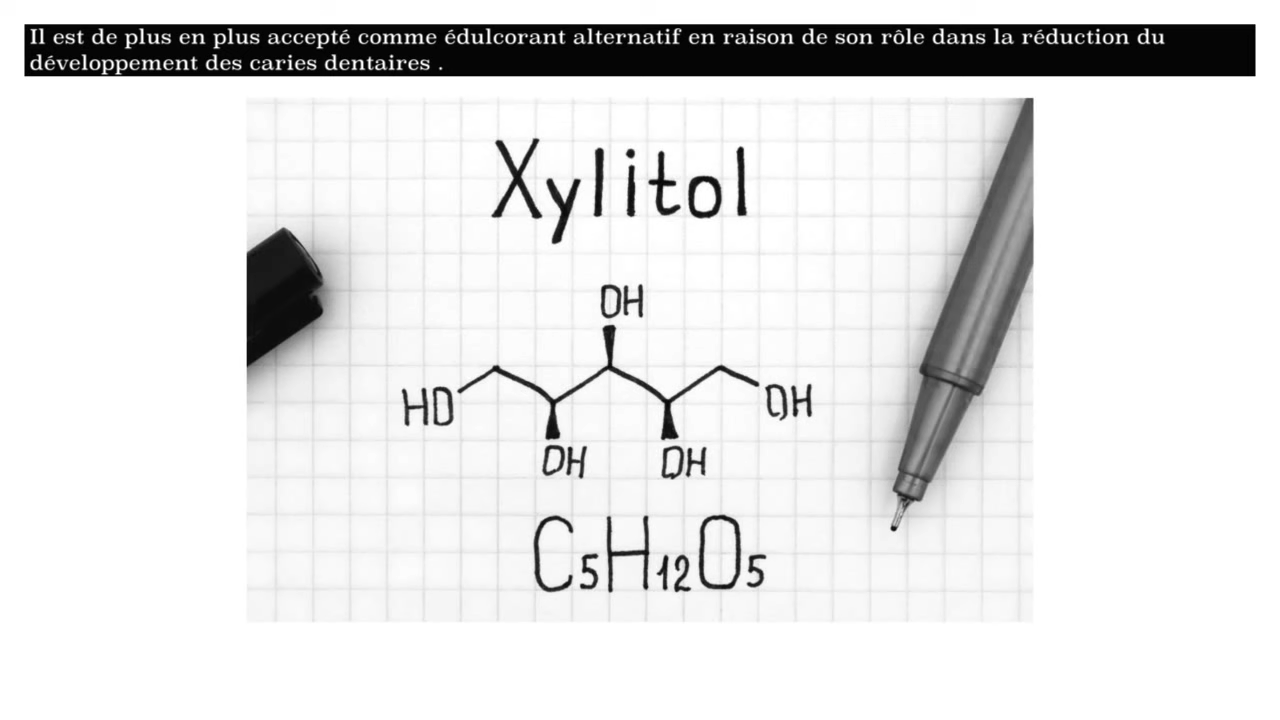 Il est de plus en plus accepté comme édulcorant alternatif en raison de son rôle dans la réduction du
développement des caries dentaires .
Xylitol
OH
HO
OH
OH
OH
C₅H₁₂O₅